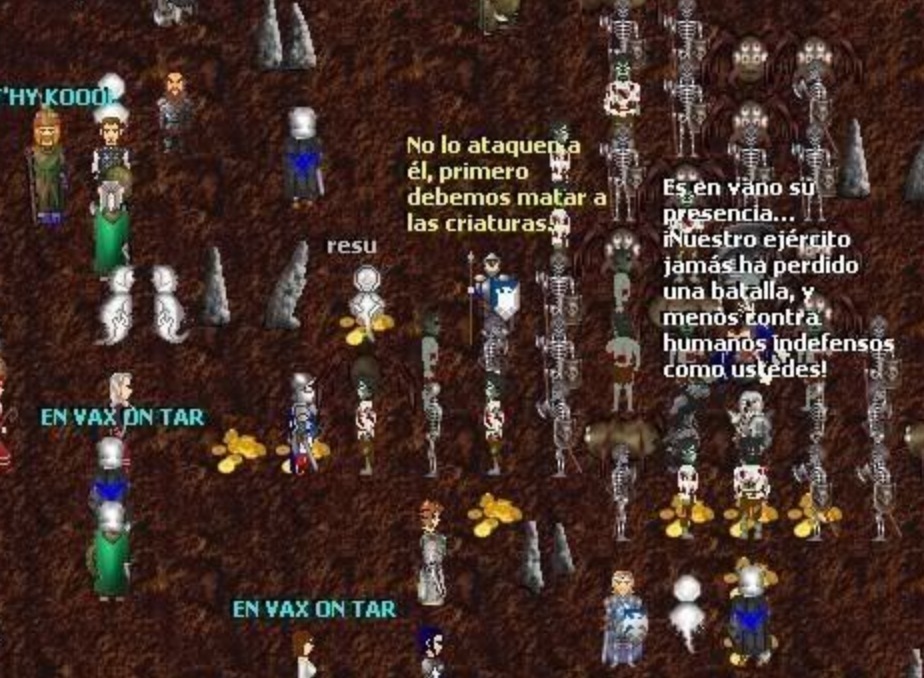 'HY KOOOL
No lo ataquen a
él, primero
debemos matar a
las criaturas.
Es en vano su
presencia...
¡Nuestro ejército
jamás ha perdido
una batalla, y
menos contra
humanos indefensos
como ustedes!
resu
EN VAX ON TAR
EN VAX ON TAR